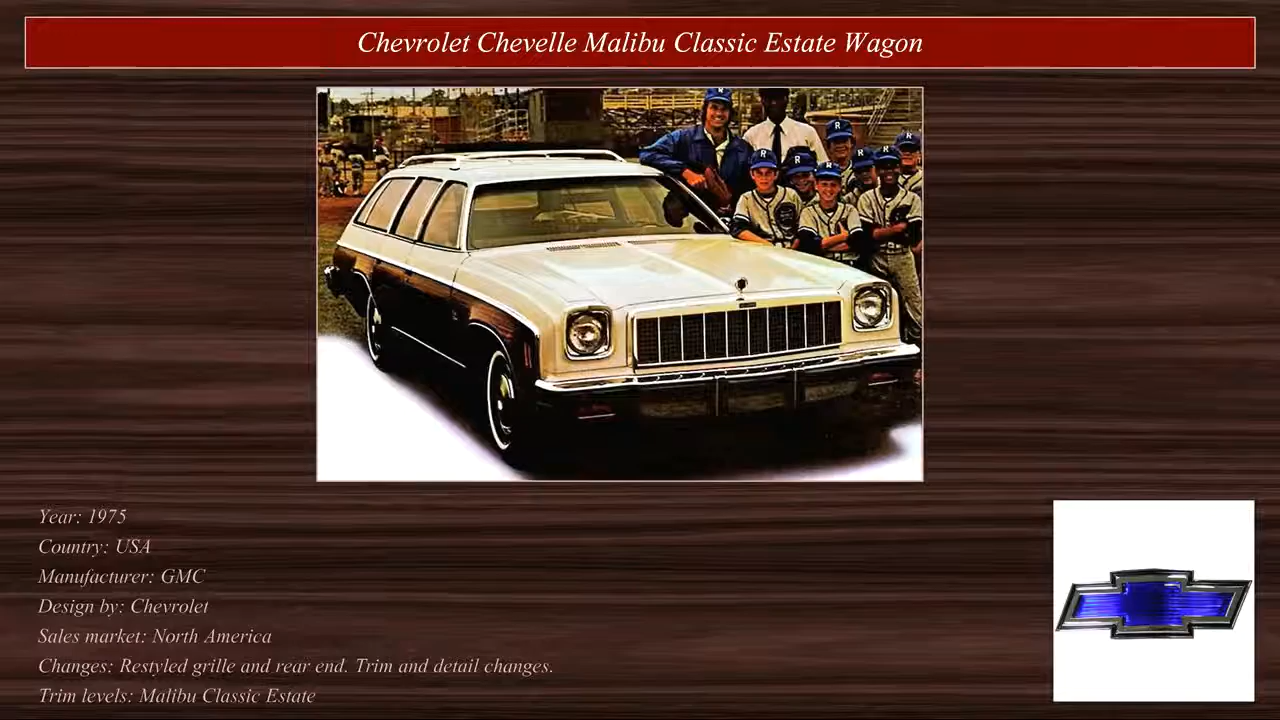 Chevrolet Chevelle Malibu Classic Estate Wagon
R
R
R
R
R
R
R
R
Year: 1975
Country: USA
Manufacturer: GMC
Design by: Chevrolet
Sales market: North America
Changes: Restyled grille and rear end. Trim and detail changes.
Trim levels: Malibu Classic Estate